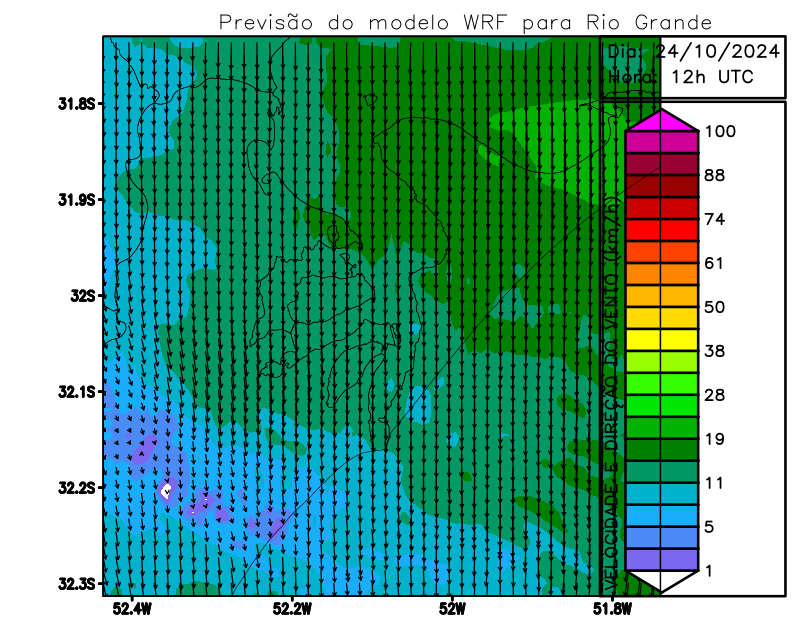 Previsão do modelo WRF para Rio Grande
Dia: 24/10/2024
Hora: 12h UTC
31.8S
31.9S
32S
32.1S
32.2S
32.3S
52.4W
52.2W
52W
51.8W
VELOCIDADE E DIREÇÃO DO VENTO (km/h)
100
88
74
61
50
38
28
19
11
5
1